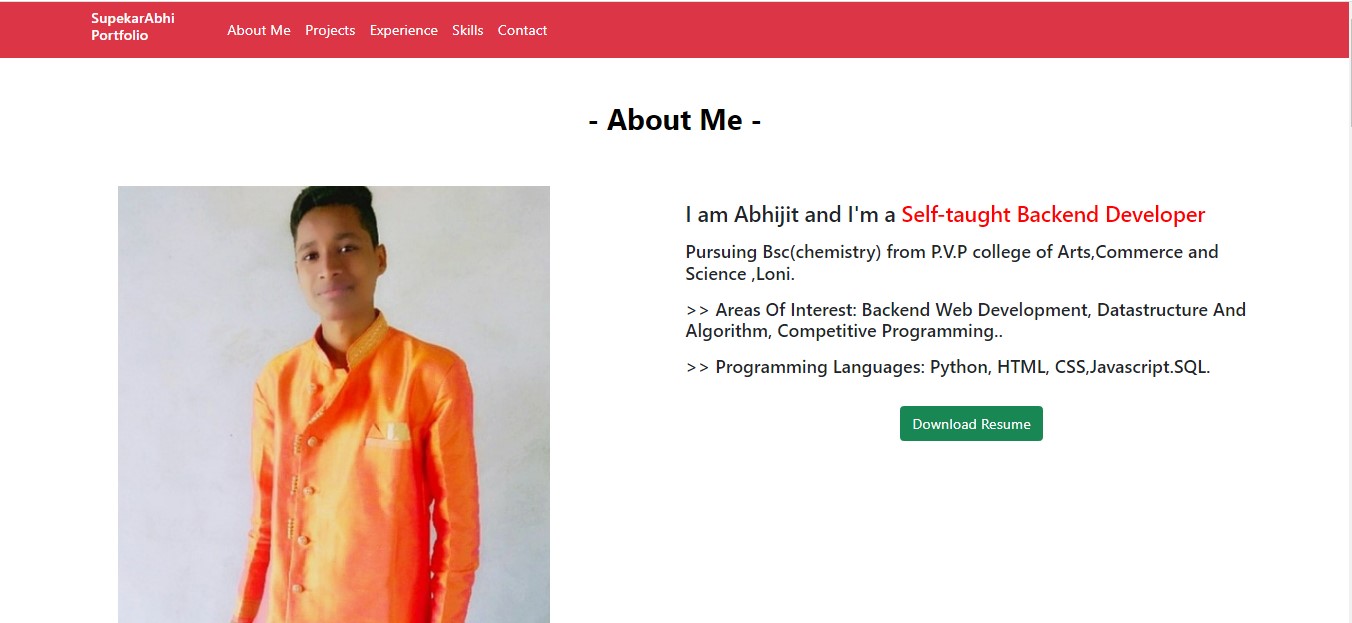 SupekarAbhi
Portfolio
About Me Projects Experience Skills Contact
- About Me -
I am Abhijit and I'm a Self-taught Backend Developer
Pursuing Bsc(chemistry) from P.V.P college of Arts,Commerce and
Science ,Loni.
>> Areas Of Interest: Backend Web Development, Datastructure And
Algorithm, Competitive Programming..
>> Programming Languages: Python, HTML, CSS,Javascript.SQL.
Download Resume